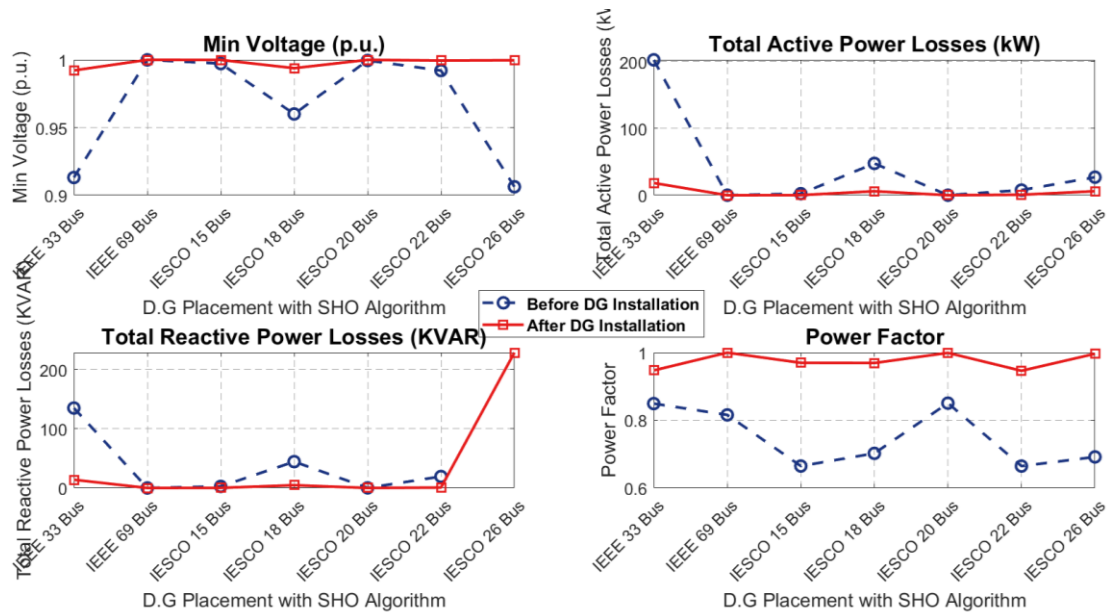 Min Voltage (p.u.)
Min Voltage (p.u.)
1
0.95
0.9
IEEE 33 Bus
IEEE 69 Bus
IESCO 15 Bus
IESCO 18 Bus
IESCO 20 Bus
IESCO 22 Bus
IESCO 26 Bus
D.G Placement with SHO Algorithm
Total Active Power Losses (kW)
Total Active Power Losses (kW
200
100
0
IEEE 33 Bus
IEEE 69 Bus
IESCO 15 Bus
IESCO 18 Bus
IESCO 20 Bus
IESCO 22 Bus
IESCO 26 Bus
D.G Placement with SHO Algorithm
Before DG Installation
After DG Installation
Total Reactive Power Losses (KVAR)
Total Reactive Power Losses (KVAR)
200
100
0
IEEE 33 Bus
IEEE 69 Bus
IESCO 15 Bus
IESCO 18 Bus
IESCO 20 Bus
IESCO 22 Bus
IESCO 26 Bus
D.G Placement with SHO Algorithm
Power Factor
Power Factor
1
0.8
0.6
IEEE 33 Bus
IEEE 69 Bus
IESCO 15 Bus
IESCO 18 Bus
IESCO 20 Bus
IESCO 22 Bus
IESCO 26 Bus
D.G Placement with SHO Algorithm